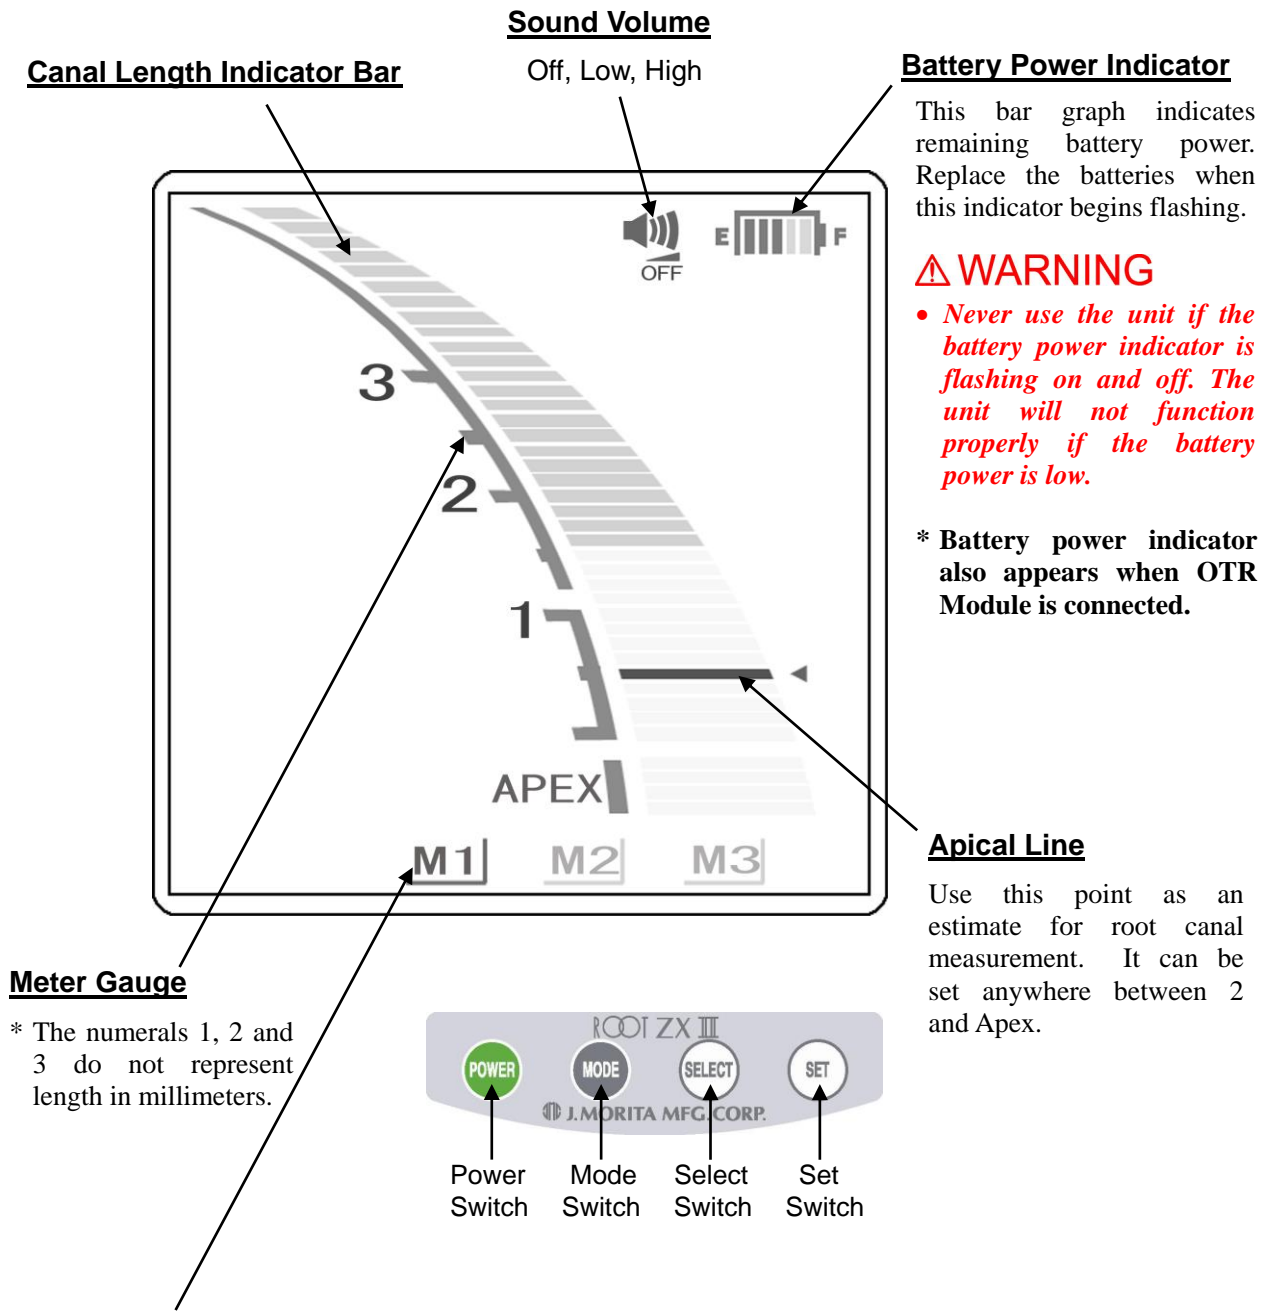 Sound Volume
Off, Low, High
Canal Length Indicator Bar
Battery Power Indicator
This bar graph indicates
remaining battery power.
Replace the batteries when
this indicator begins flashing.
⚠ WARNING
• Never use the unit if the
battery power indicator is
flashing on and off. The
unit will not function
properly if the battery
power is low.
* Battery power indicator
also appears when OTR
Module is connected.
OFF
E F
3
2
1
APEX
M1 M2 M3
Apical Line
Use this point as an
estimate for root canal
measurement. It can be
set anywhere between 2
and Apex.
Meter Gauge
* The numerals 1, 2 and
3 do not represent
length in millimeters.
ROOT ZX II
POWER MODE SELECT SET
J. MORITA MFG. CORP.
Power Switch
Mode Switch
Select Switch
Set Switch